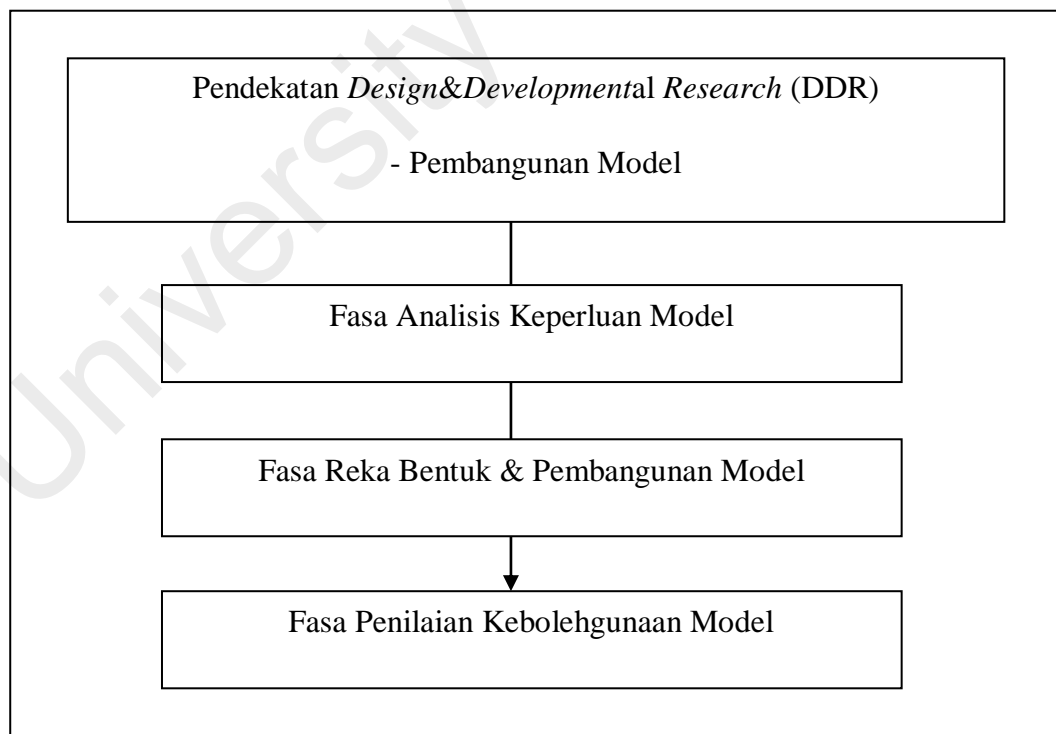 Pendekatan Design&Developmental Research (DDR)
- Pembangunan Model
Fasa Analisis Keperluan Model
Fasa Reka Bentuk & Pembangunan Model
Fasa Penilaian Kebolehgunaan Model
University